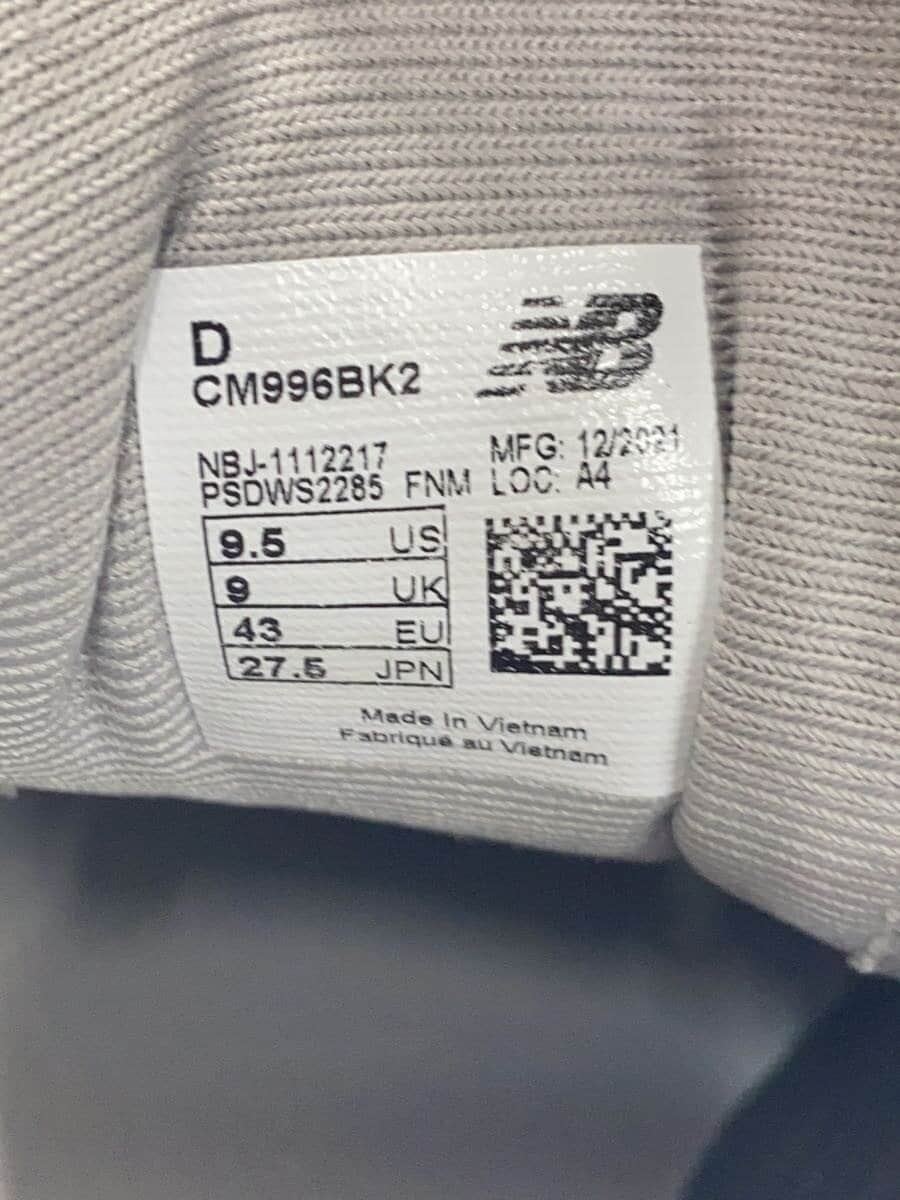 D
NB
CM996BK2
NBJ-1112217
MFG: 12/2021
PSDWS2285 FNM LOC: A4
9.5 US
9 UK
43 EU
27.5 JPN
Made In Vietnam
Fabriqué au Vietnam